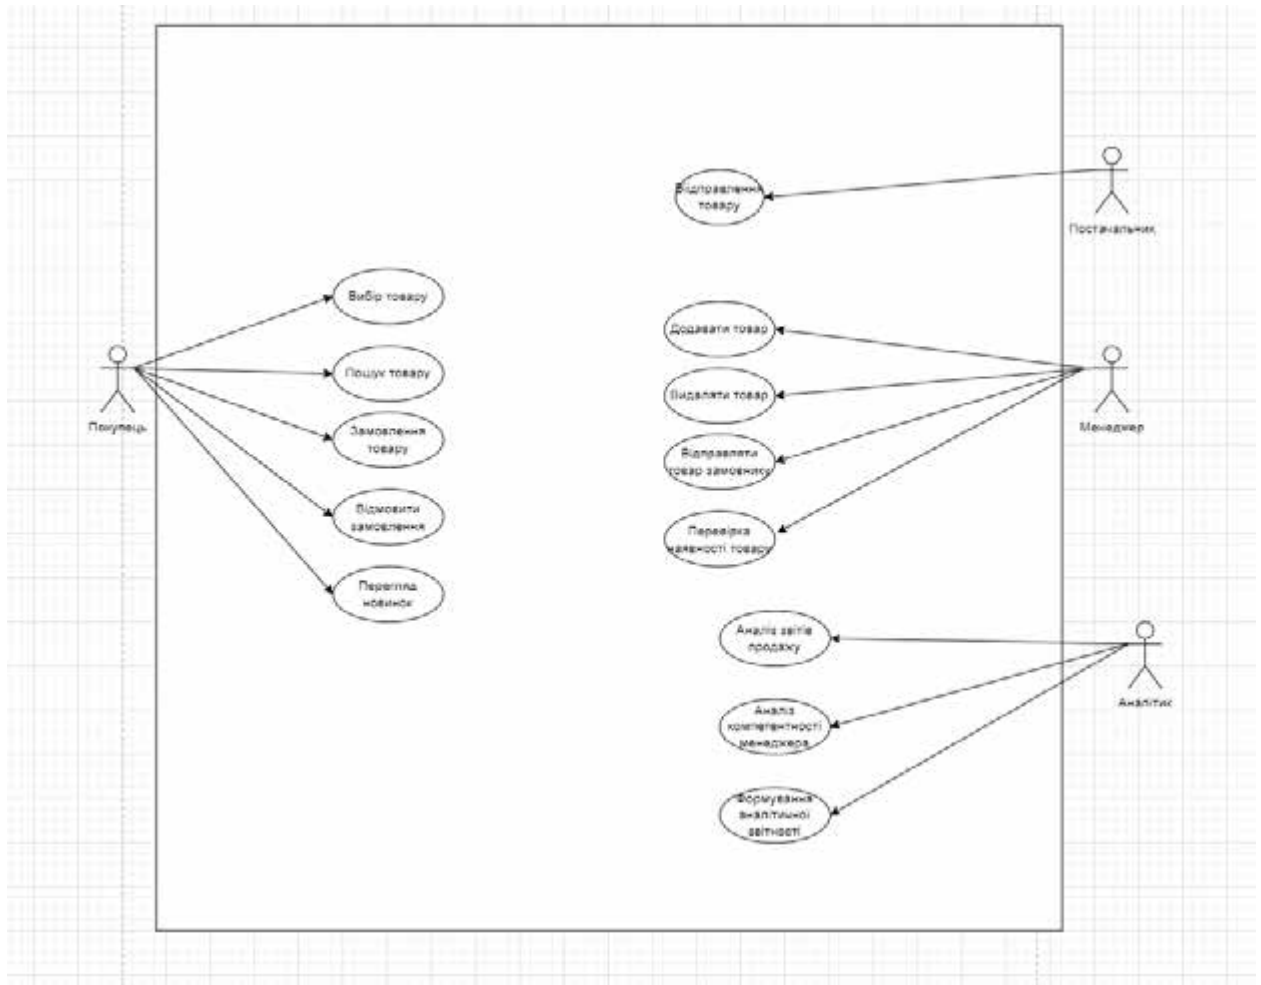 Відправлення
товару
Постачальник
Вибір товару
Пошук товару
Замовлення
товару
Відмовити
замовлення
Перегляд
новинок
Покупець
Додавати товар
Видаляти товар
Відправляти
товар замовнику
Перевірка
наявності товару
Менеджер
Аналіз звітів
продажу
Аналіз
компетентності
менеджера
Формування
аналітичної
звітності
Аналітик